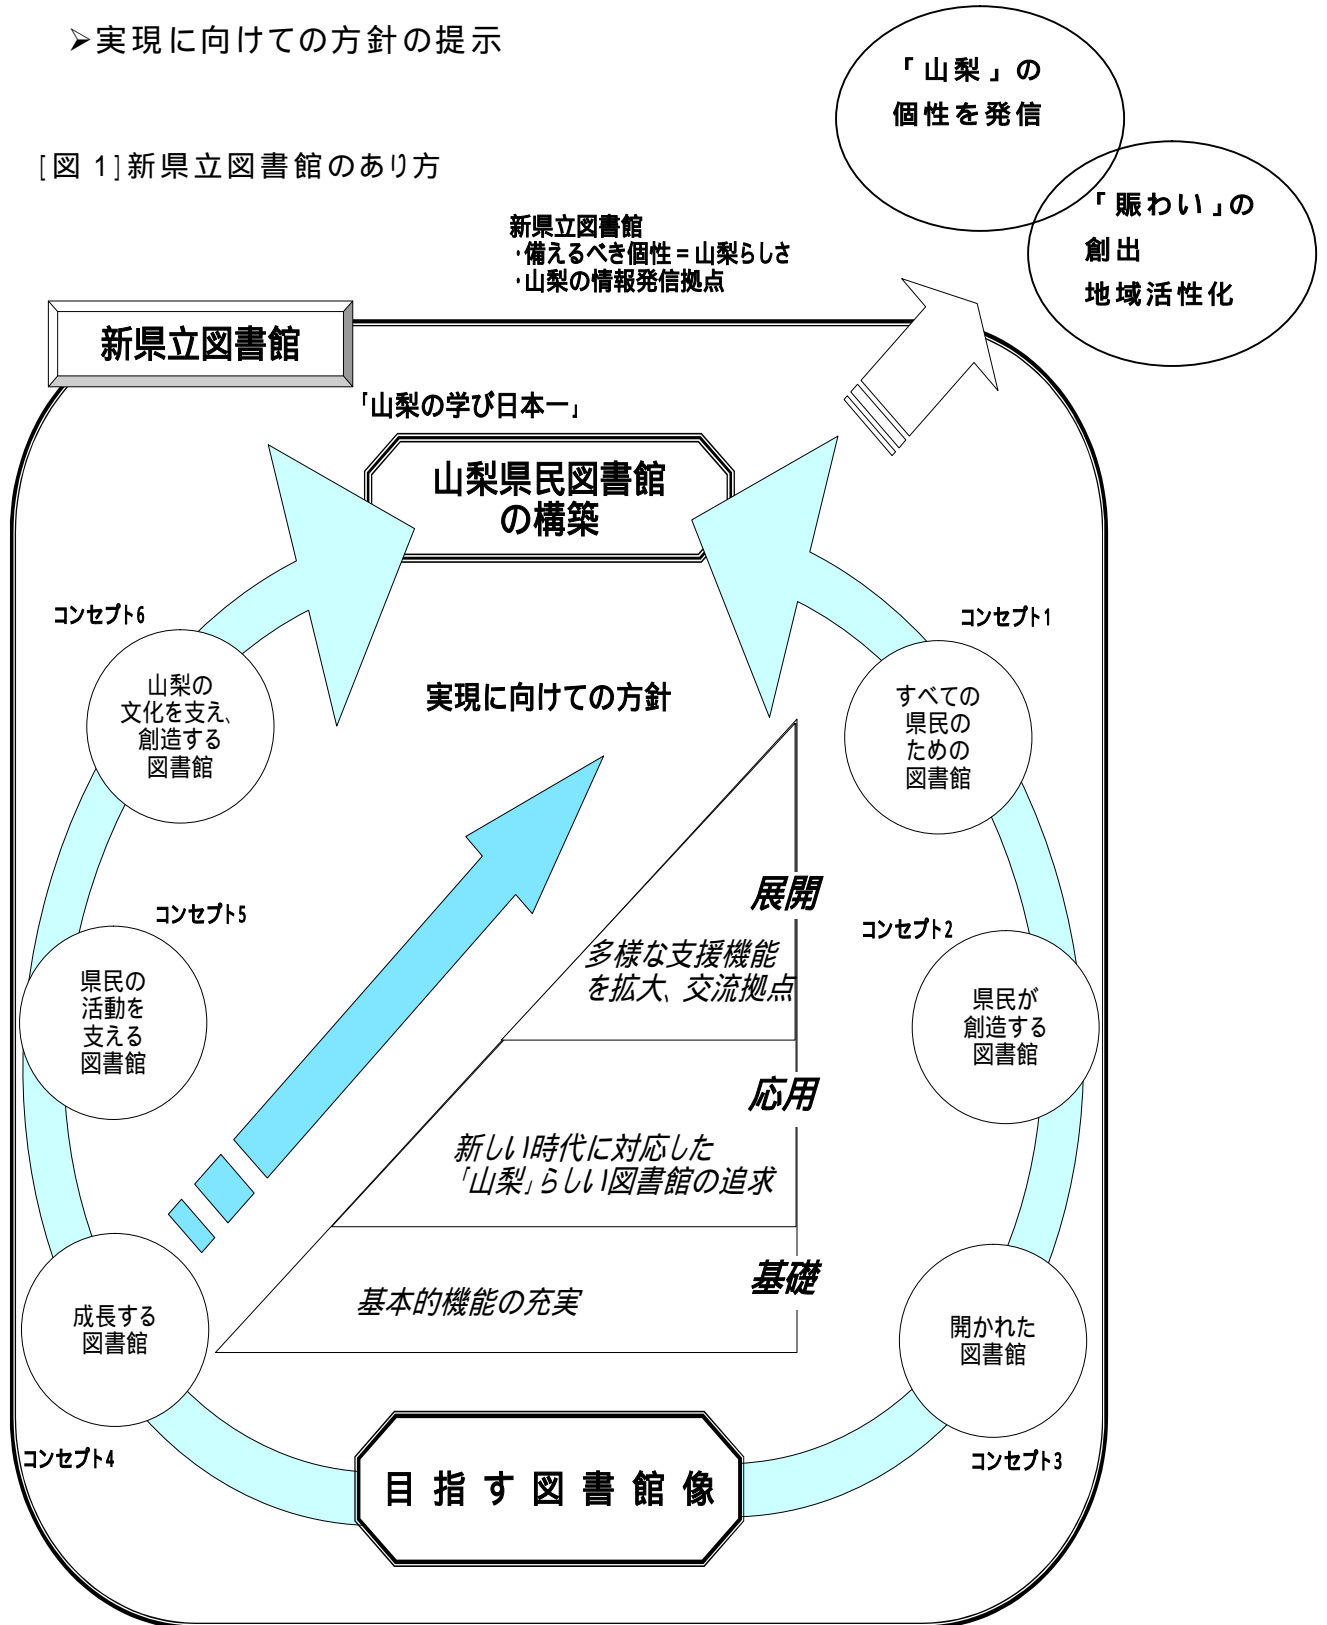 ➢実現に向けての方針の提示
「山梨」の
個性を発信
[図 1]新県立図書館のあり方
「賑わい」の
創出
地域活性化
新県立図書館
・備えるべき個性=山梨らしさ
・山梨の情報発信拠点
新県立図書館
「山梨の学び日本一」
山梨県民図書館
の構築
コンセプト6
山梨の
文化を支え、
創造する
図書館
コンセプト1
すべての
県民の
ための
図書館
実現に向けての方針
コンセプト5
県民の
活動を
支える
図書館
コンセプト2
県民が
創造する
図書館
展開
多様な支援機能
を拡大、交流拠点
応用
新しい時代に対応した
「山梨」らしい図書館の追求
基礎
基本的機能の充実
成長する
図書館
コンセプト4
開かれた
図書館
コンセプト3
目指す図書館像